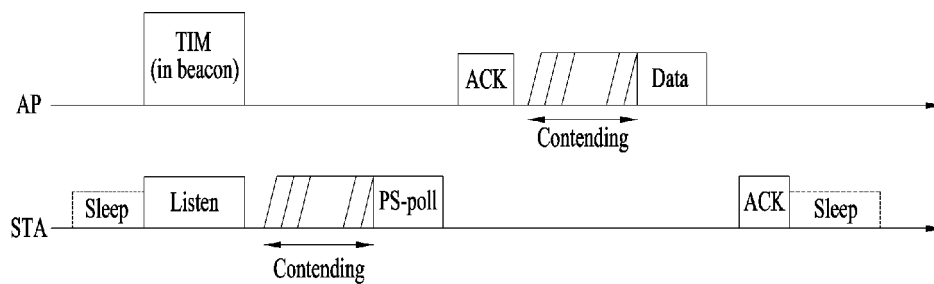 TIM
(in beacon)
ACK
Data
AP
Contending
Sleep
Listen
PS-poll
ACK
Sleep
STA
Contending